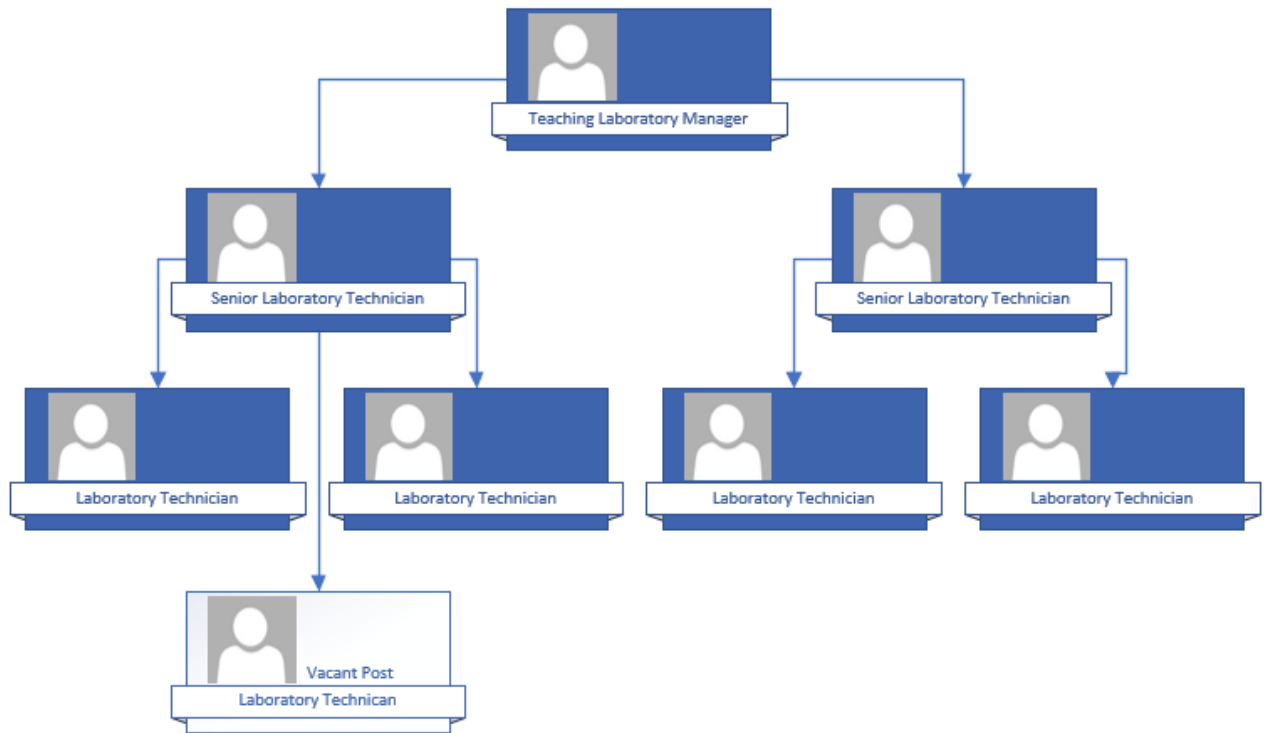 Teaching Laboratory Manager
Senior Laboratory Technician
Senior Laboratory Technician
Laboratory Technician
Laboratory Technician
Laboratory Technician
Laboratory Technician
Vacant Post
Laboratory Technican